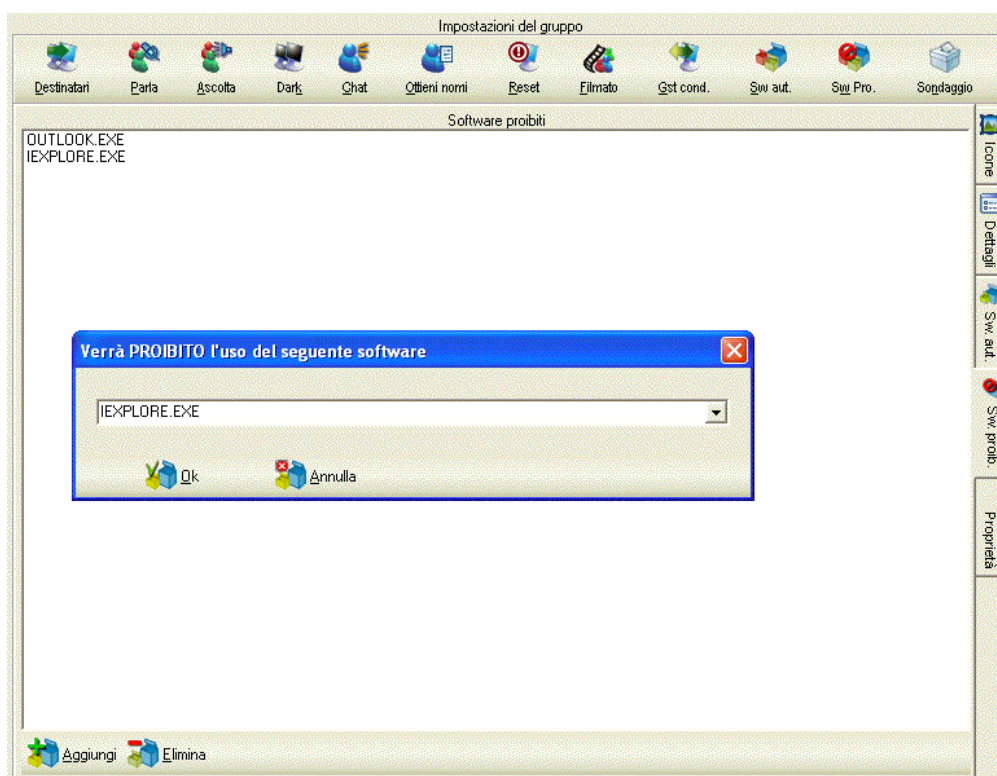 Impostazioni del gruppo
Destinatari Parla Ascolta Dark Chat Ottieni nomi Reset Filmato Gst cond. Sw aut. Sw Pro. Sondaggio
Software proibiti
OUTLOOK.EXE
IEXPLORE.EXE
Verrà PROIBITO l'uso del seguente software
IEXPLORE.EXE
Ok Annulla
Aggiungi Elimina
Icone
Dettagli
Sw. aut.
Sw. proib.
Proprietà